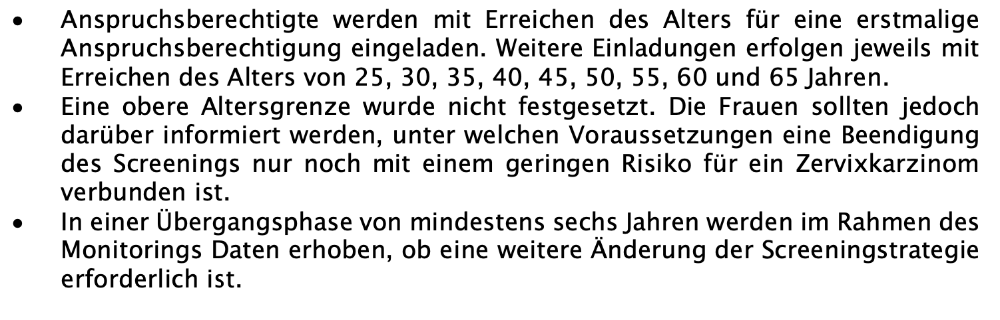 • Anspruchsberechtigte werden mit Erreichen des Alters für eine erstmalige
Anspruchsberechtigung eingeladen. Weitere Einladungen erfolgen jeweils mit
Erreichen des Alters von 25, 30, 35, 40, 45, 50, 55, 60 und 65 Jahren.
• Eine obere Altersgrenze wurde nicht festgesetzt. Die Frauen sollten jedoch
darüber informiert werden, unter welchen Voraussetzungen eine Beendigung
des Screenings nur noch mit einem geringen Risiko für ein Zervixkarzinom
verbunden ist.
• In einer Übergangsphase von mindestens sechs Jahren werden im Rahmen des
Monitorings Daten erhoben, ob eine weitere Änderung der Screeningstrategie
erforderlich ist.